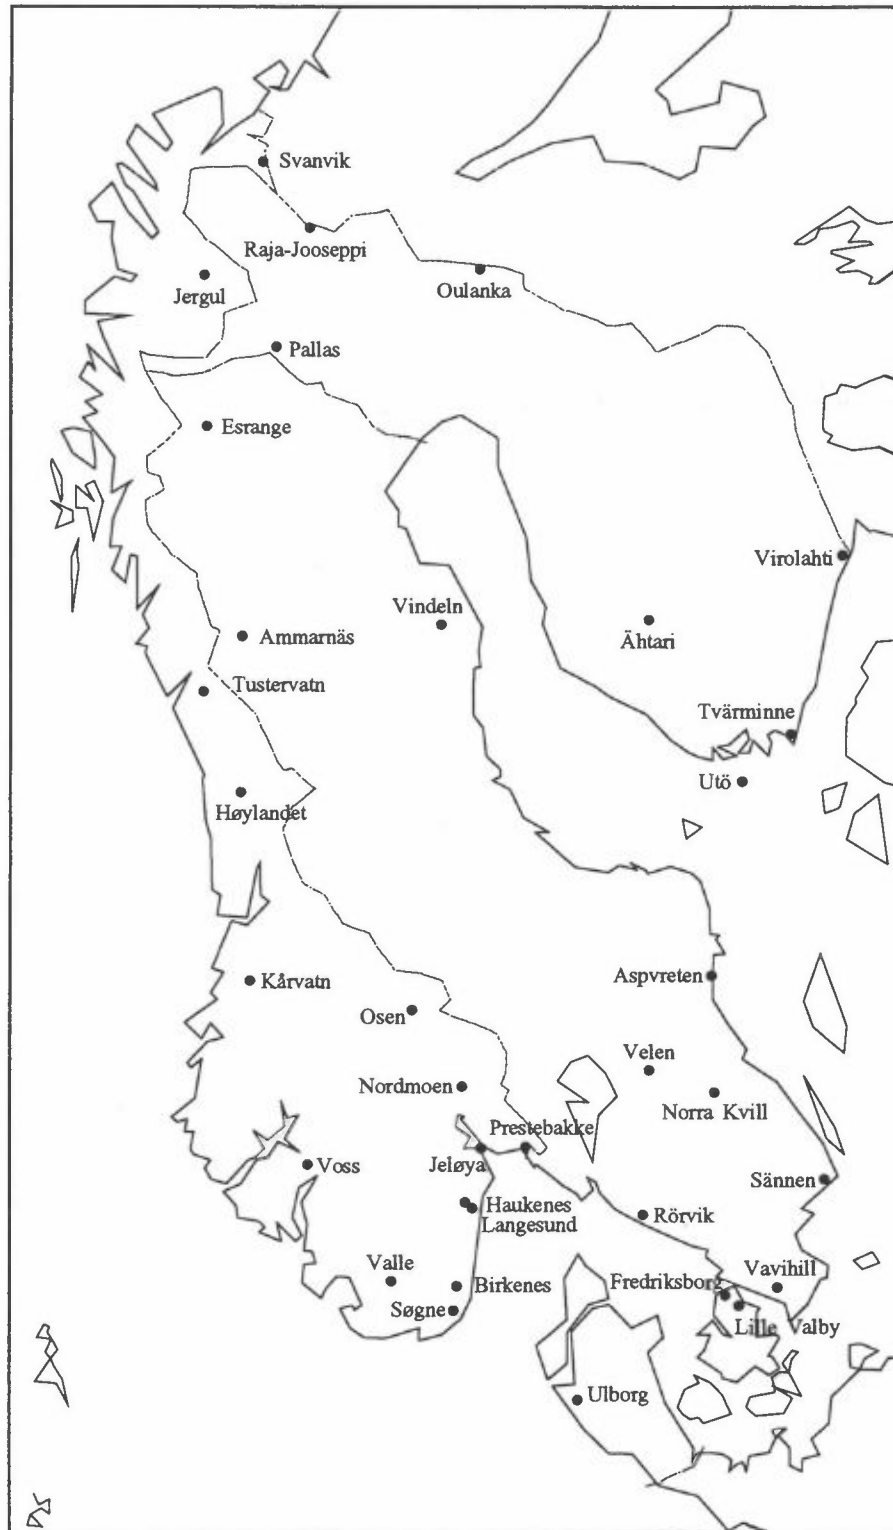 Svanvik
Raja-Jooseppi
Jergul
Oulanka
Pallas
Esrange
Virolahti
Vindeln
Ammarnäs
Ähtari
Tustervatn
Tvärminne
Utö
Høylandet
Aspvreten
Kårvatn
Osen
Velen
Nordmoen
Norra Kvill
Prestebakke
Jeløya
Voss
Sännen
Haukenes
Langesund
Rörvik
Valle
Birkenes
Fredriksborg
Vavihill
Søgne
Lille Valby
Ulborg